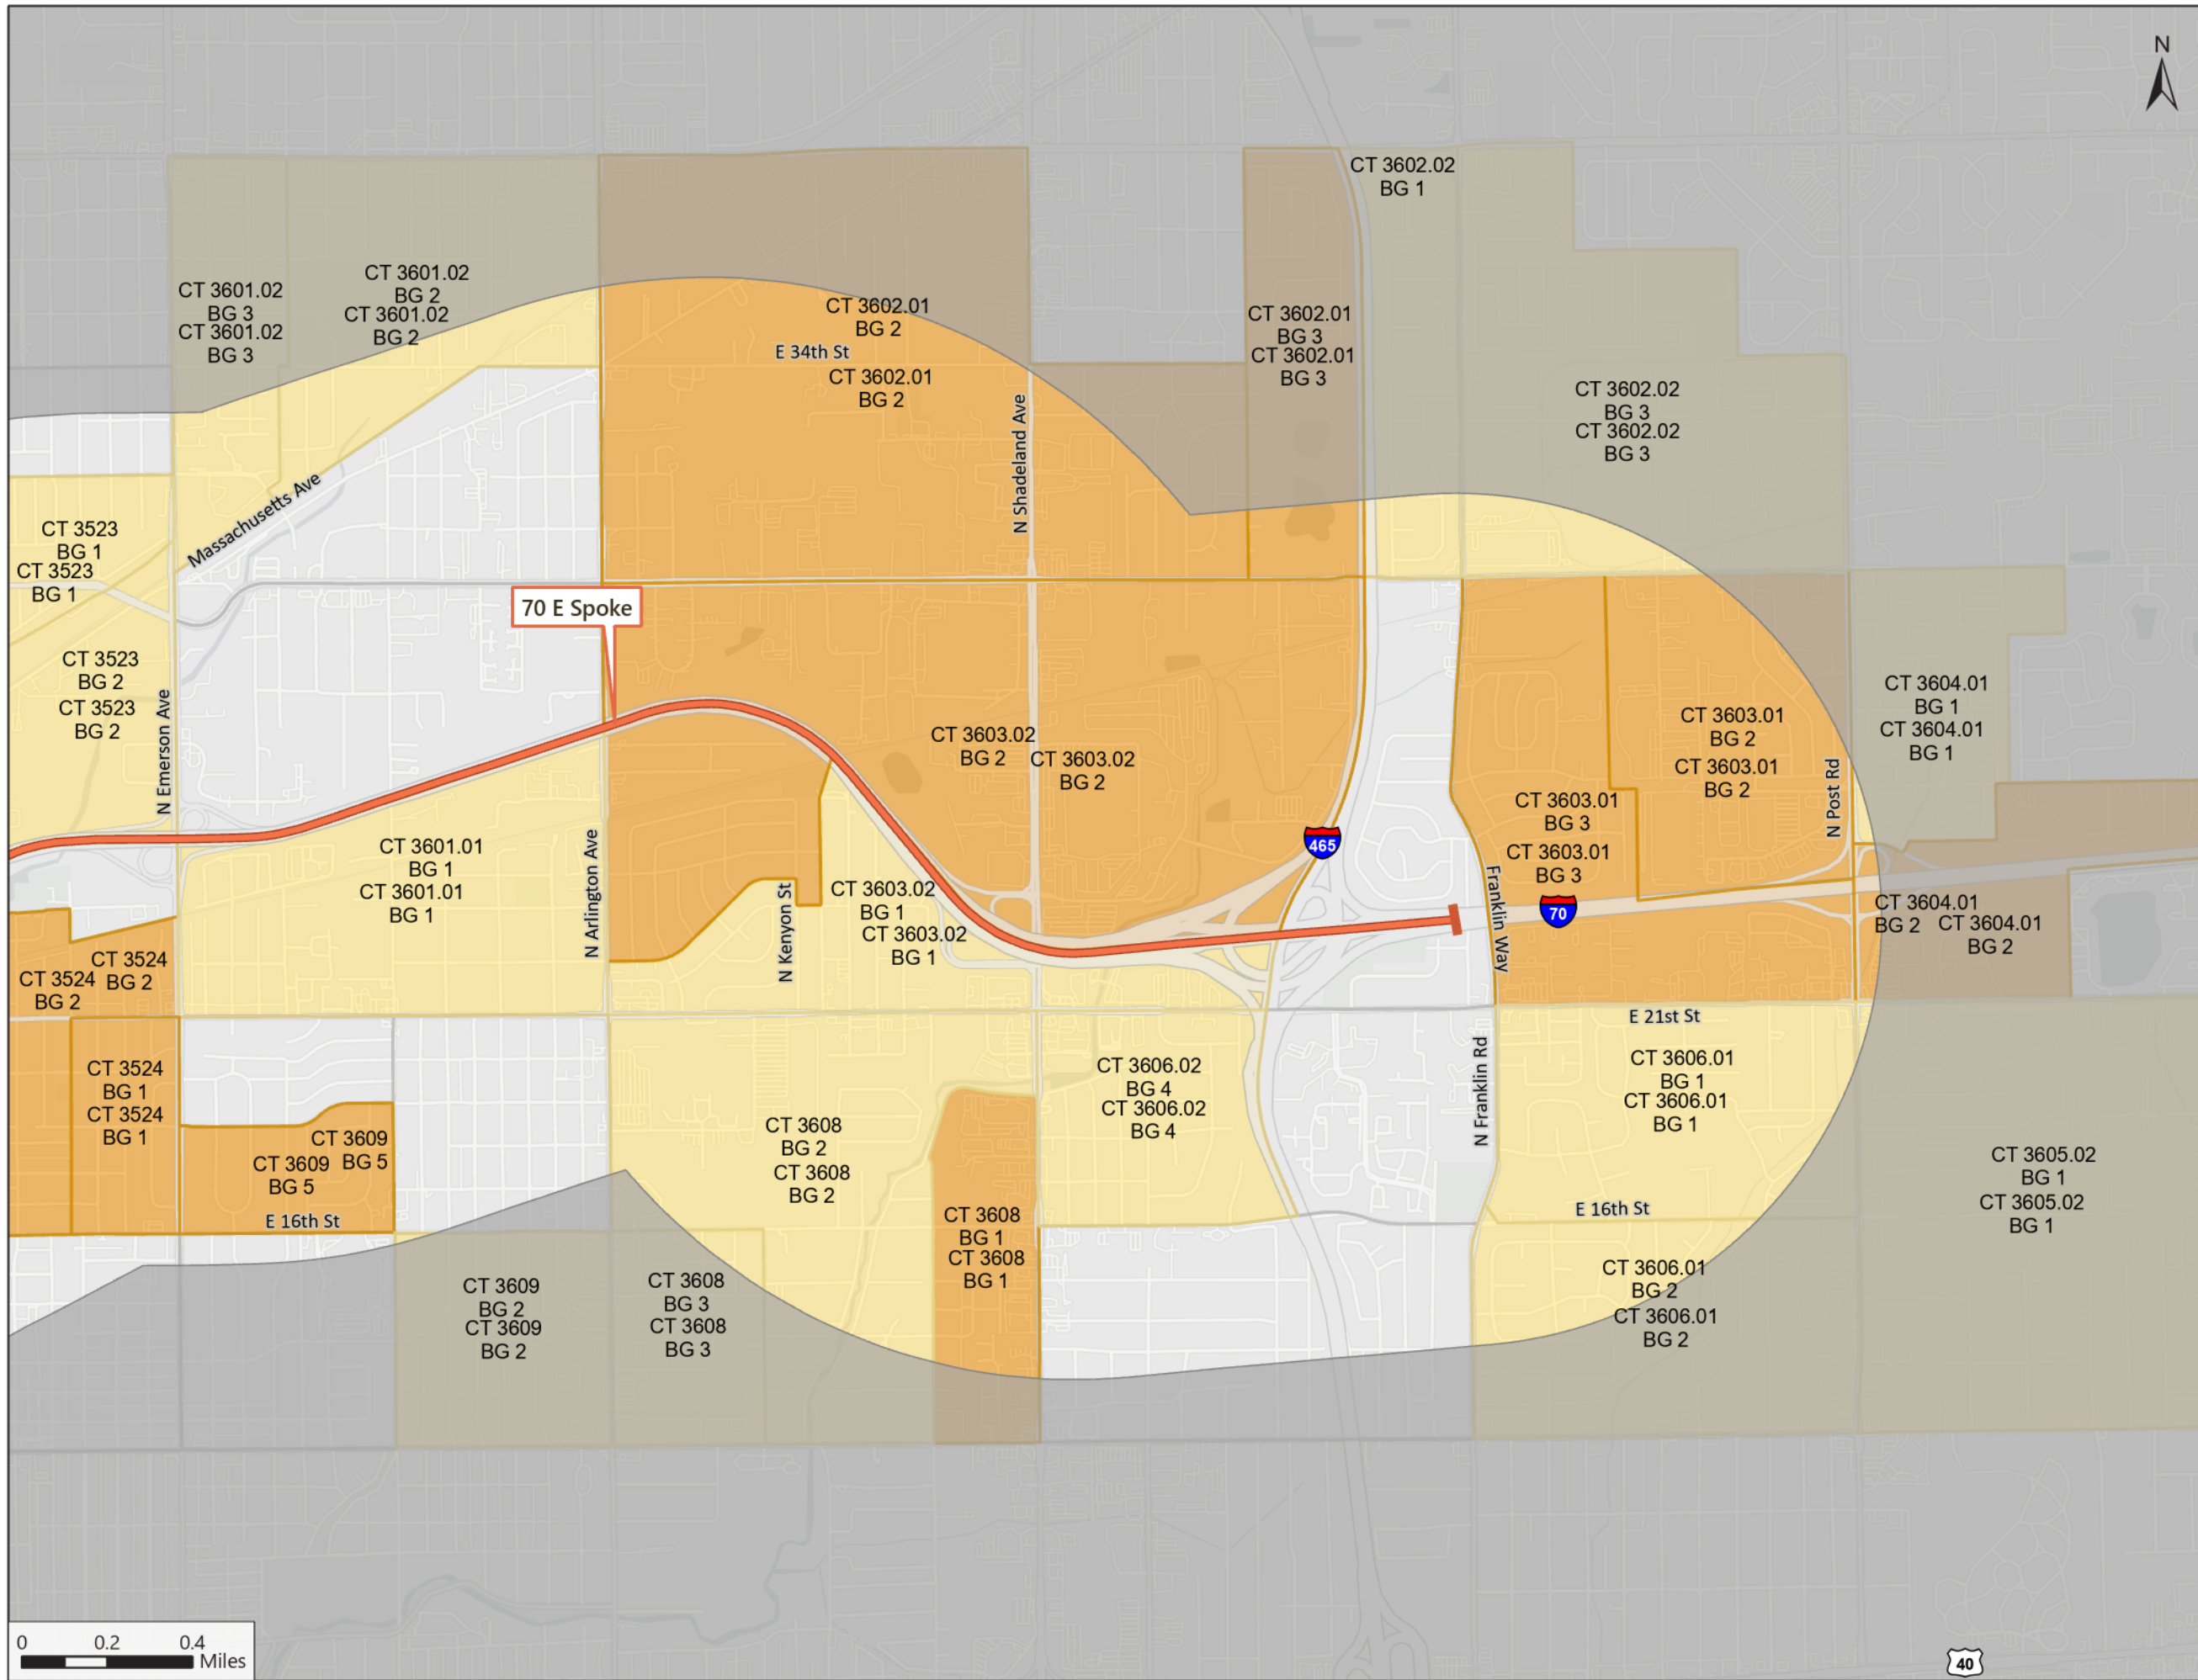 N
CT 3602.02
BG 1
CT 3601.02
BG 2
CT 3601.02
BG 2
CT 3601.02
BG 3
CT 3601.02
BG 3
CT 3602.01
BG 2
E 34th St
CT 3602.01
BG 2
CT 3602.01
BG 3
CT 3602.01
BG 3
CT 3602.02
BG 3
CT 3602.02
BG 3
N Shadeland Ave
Massachusetts Ave
CT 3523
BG 1
CT 3523
BG 1
70 E Spoke
CT 3523
BG 2
CT 3523
BG 2
N Emerson Ave
CT 3603.02
BG 2
CT 3603.02
BG 2
CT 3603.01
BG 2
CT 3603.01
BG 2
N Post Rd
CT 3604.01
BG 1
CT 3604.01
BG 1
CT 3603.01
BG 3
CT 3603.01
BG 3
465
70
Franklin Way
CT 3601.01
BG 1
CT 3601.01
BG 1
N Arlington Ave
N Kenyon St
CT 3603.02
BG 1
CT 3603.02
BG 1
CT 3604.01
BG 2
CT 3604.01
BG 2
CT 3524
BG 2
CT 3524
BG 2
E 21st St
CT 3524
BG 1
CT 3524
BG 1
CT 3609
BG 5
CT 3609
BG 5
E 16th St
CT 3608
BG 2
CT 3608
BG 2
CT 3606.02
BG 4
CT 3606.02
BG 4
N Franklin Rd
CT 3606.01
BG 1
CT 3606.01
BG 1
CT 3605.02
BG 1
CT 3605.02
BG 1
E 16th St
CT 3608
BG 1
CT 3608
BG 1
CT 3609
BG 2
CT 3609
BG 2
CT 3608
BG 3
CT 3608
BG 3
CT 3606.01
BG 2
CT 3606.01
BG 2
0 0.2 0.4
Miles
40